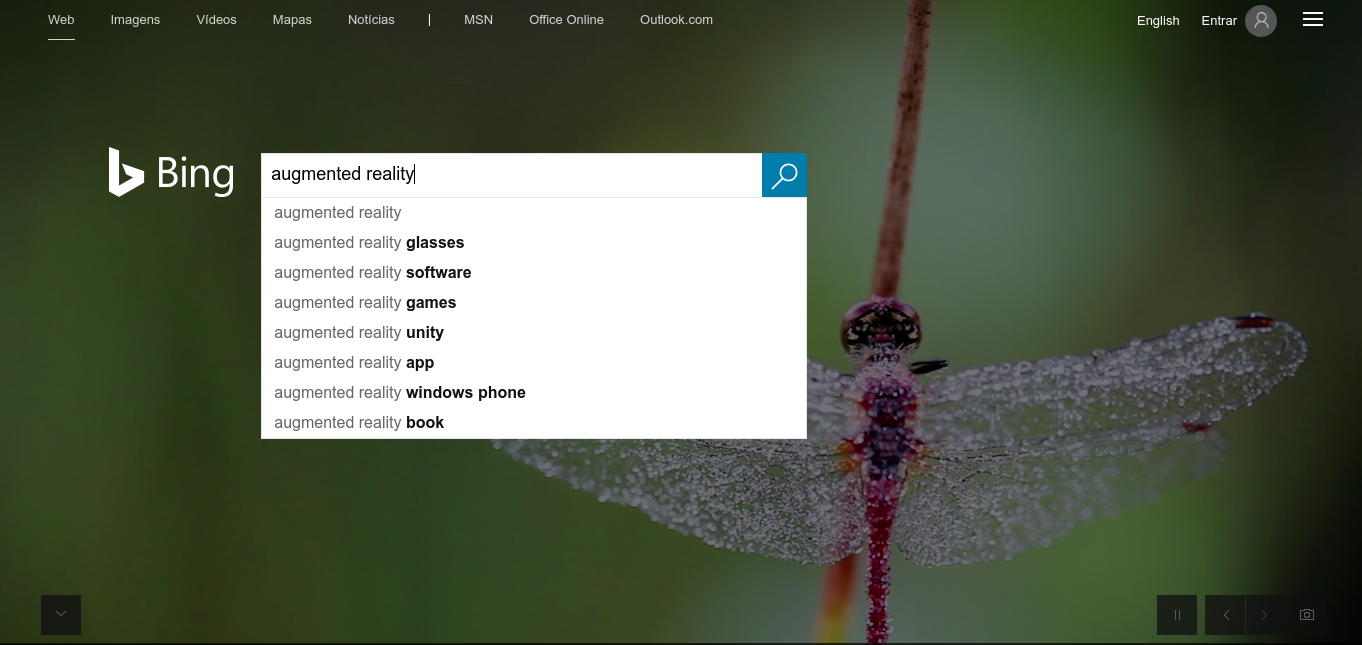 Web Imagens Vídeos Mapas Notícias | MSN Office Online Outlook.com English Entrar
Bing
augmented reality
augmented reality
augmented reality glasses
augmented reality software
augmented reality games
augmented reality unity
augmented reality app
augmented reality windows phone
augmented reality book